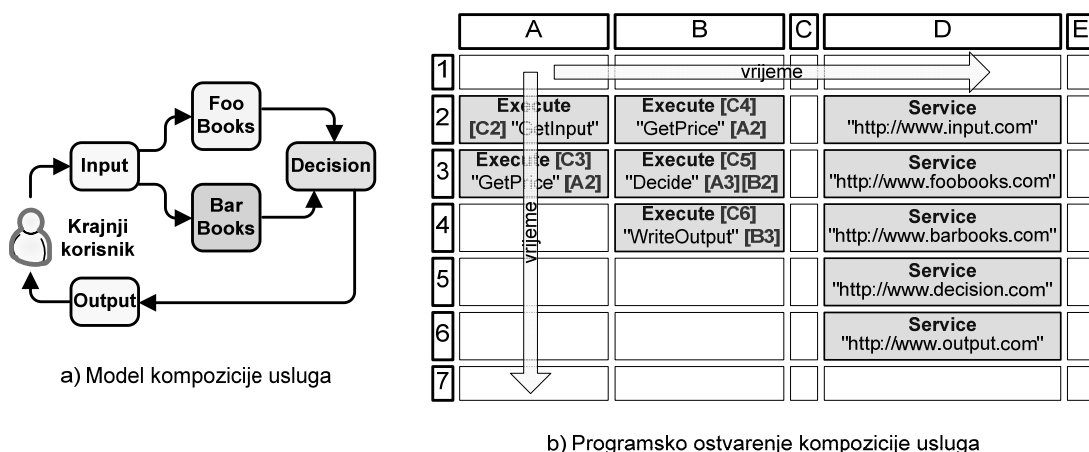 Foo
Books
Input
Decision
Bar
Books
Krajnji
korisnik
Output
a) Model kompozicije usluga
A B C D E
1 vrijeme
2 Execute Execute [C4] Service
[C2] "GetInput" "GetPrice" [A2] "http://www.input.com"
3 Execute [C3] Execute [C5] Service
"GetPrice" [A2] "Decide" [A3][B2] "http://www.foobooks.com"
4 Execute [C6] Service
"WriteOutput" [B3] "http://www.barbooks.com"
vrijeme
5 Service
"http://www.decision.com"
6 Service
"http://www.output.com"
7
b) Programsko ostvarenje kompozicije usluga